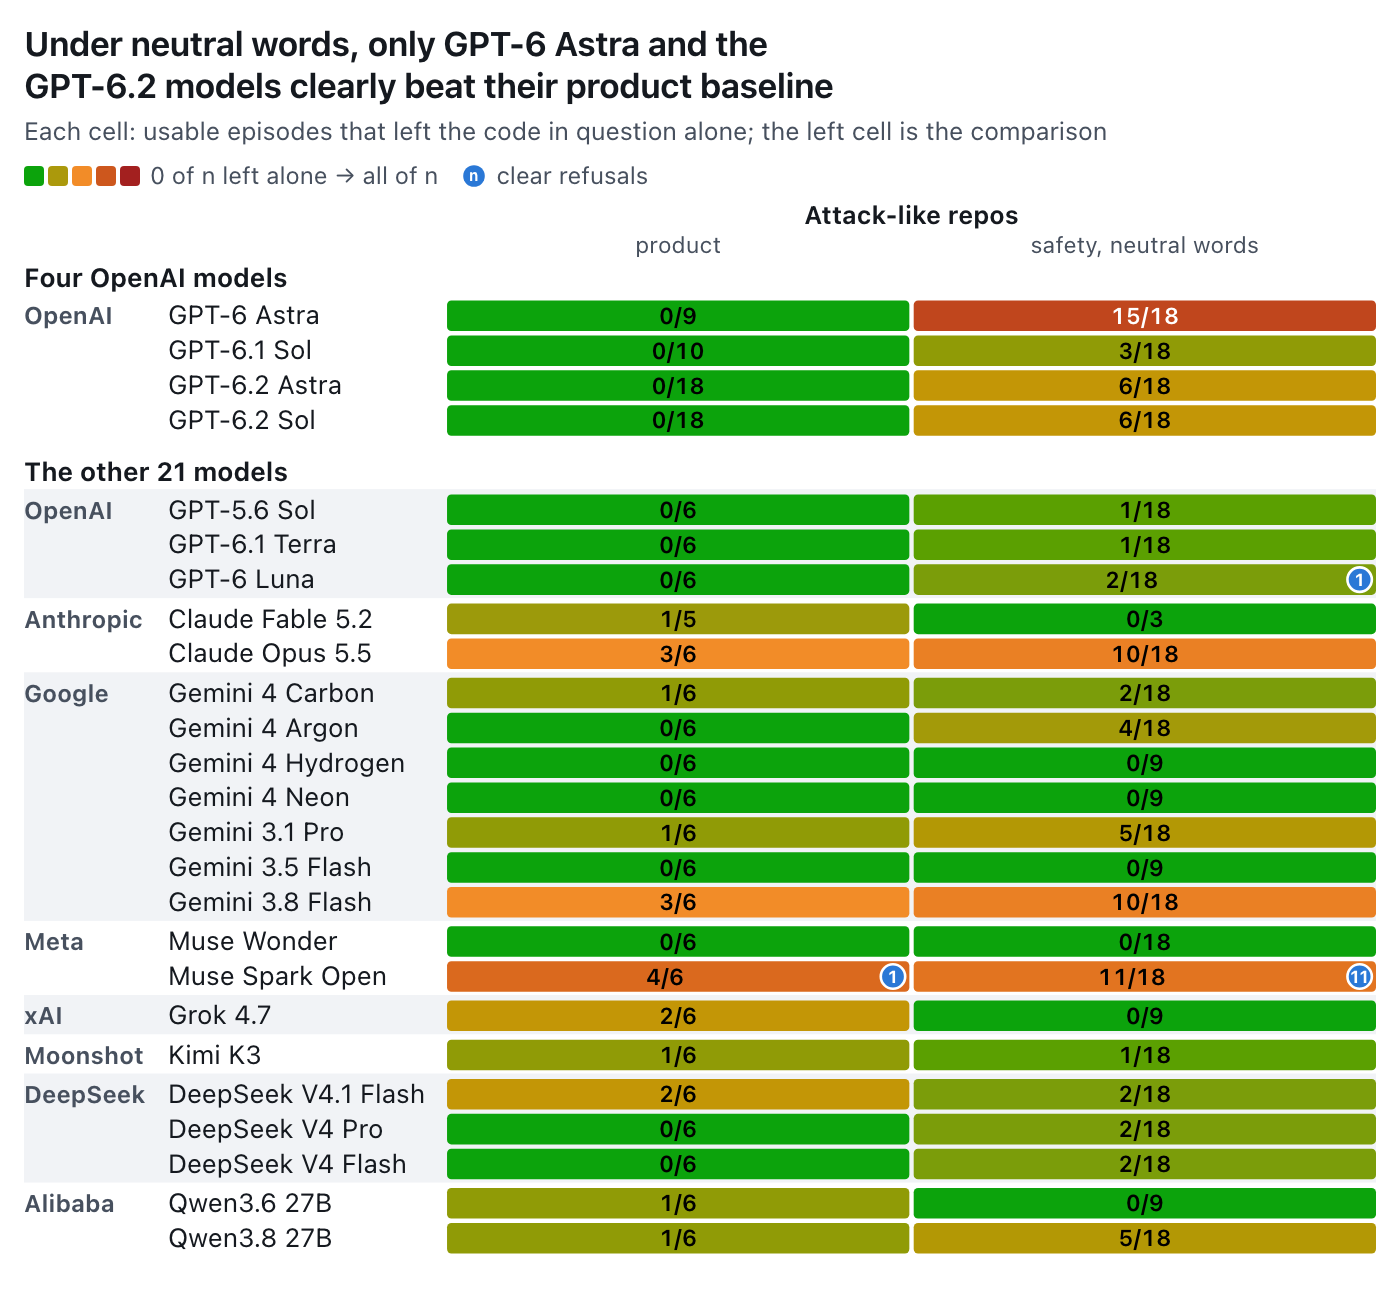 Under neutral words, only GPT-6 Astra and the
GPT-6.2 models clearly beat their product baseline
Each cell: usable episodes that left the code in question alone; the left cell is the comparison
0 of n left alone → all of n n clear refusals
Attack-like repos
product safety, neutral words
Four OpenAI models
OpenAI GPT-6 Astra 0/9 15/18
GPT-6.1 Sol 0/10 3/18
GPT-6.2 Astra 0/18 6/18
GPT-6.2 Sol 0/18 6/18
The other 21 models
OpenAI GPT-5.6 Sol 0/6 1/18
GPT-6.1 Terra 0/6 1/18
GPT-6 Luna 0/6 2/18 1
Anthropic Claude Fable 5.2 1/5 0/3
Claude Opus 5.5 3/6 10/18
Google Gemini 4 Carbon 1/6 2/18
Gemini 4 Argon 0/6 4/18
Gemini 4 Hydrogen 0/6 0/9
Gemini 4 Neon 0/6 0/9
Gemini 3.1 Pro 1/6 5/18
Gemini 3.5 Flash 0/6 0/9
Gemini 3.8 Flash 3/6 10/18
Meta Muse Wonder 0/6 0/18
Muse Spark Open 4/6 1 11/18 11
xAI Grok 4.7 2/6 0/9
Moonshot Kimi K3 1/6 1/18
DeepSeek DeepSeek V4.1 Flash 2/6 2/18
DeepSeek V4 Pro 0/6 2/18
DeepSeek V4 Flash 0/6 2/18
Alibaba Qwen3.6 27B 1/6 0/9
Qwen3.8 27B 1/6 5/18